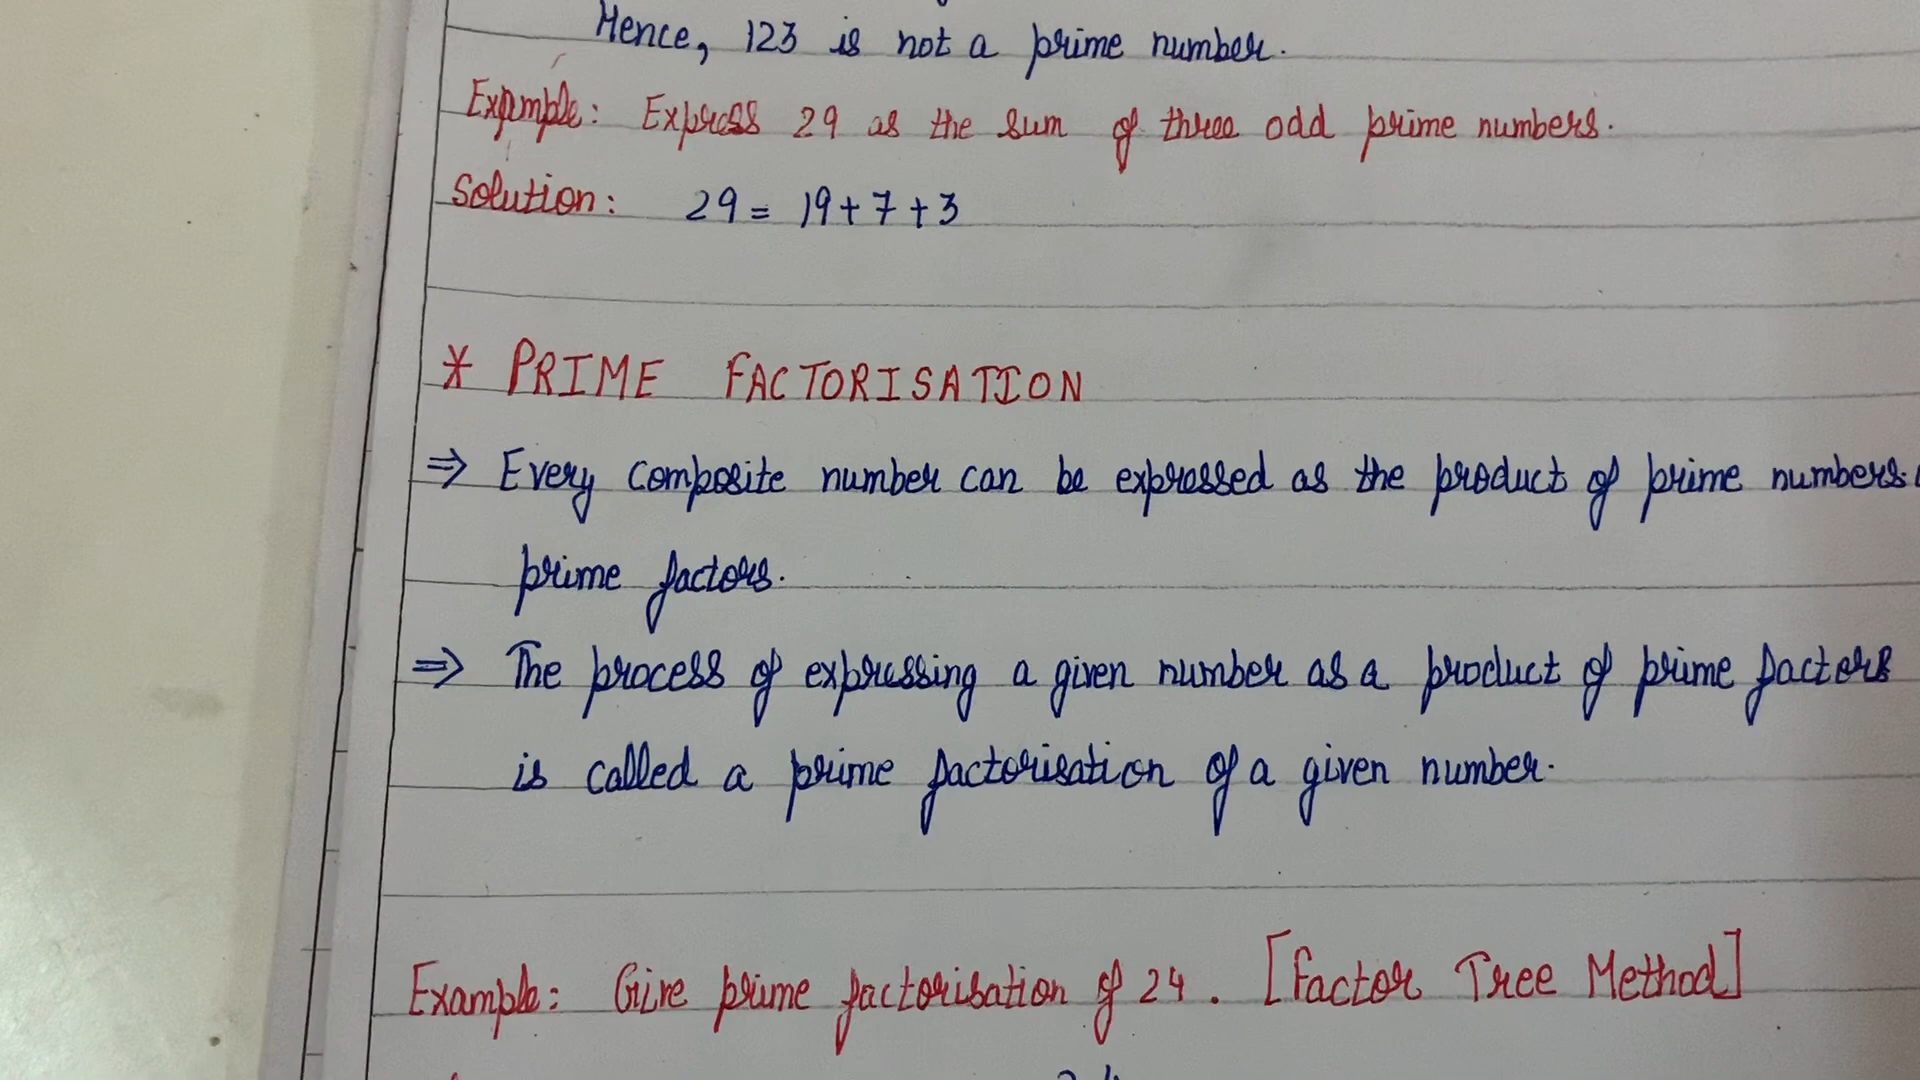 Hence, 123 is not a prime number.
Example: Express 29 as the sum of three odd prime numbers.
Solution: 29 = 19 + 7 + 3
* PRIME FACTORISATION
⇒ Every composite number can be expressed as the product of prime numbers.
prime factors.
⇒ The process of expressing a given number as a product of prime factors
is called a prime factorisation of a given number.
Example: Give prime factorisation of 24. [Factor Tree Method]